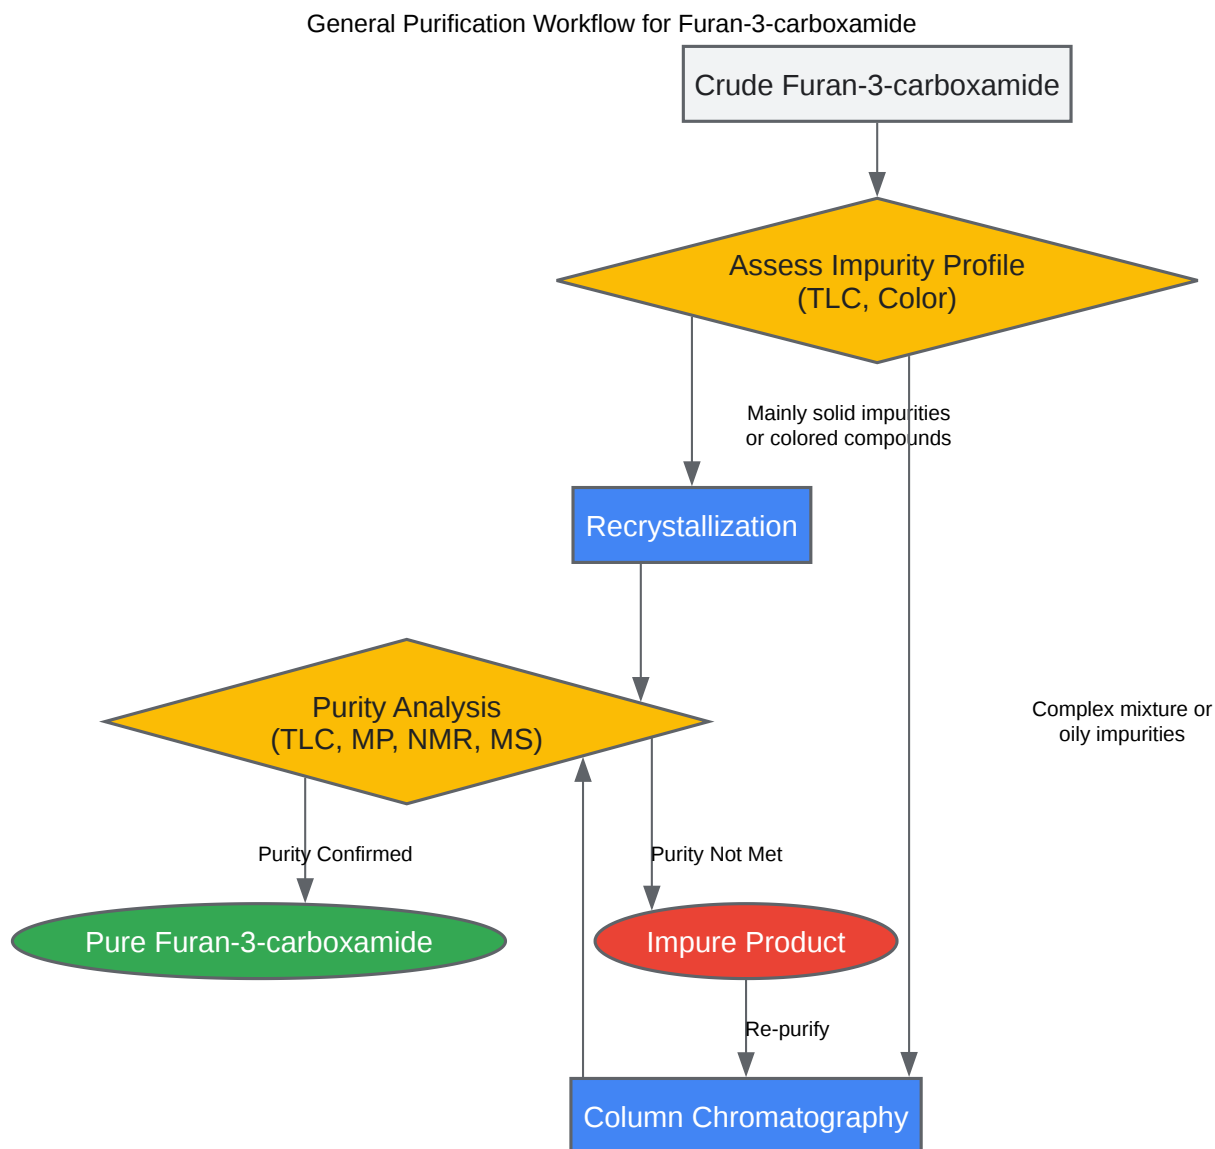 General Purification Workflow for Furan-3-carboxamide
Crude Furan-3-carboxamide
Assess Impurity Profile
(TLC, Color)
Mainly solid impurities
or colored compounds
Recrystallization
Purity Analysis
(TLC, MP, NMR, MS)
Complex mixture or
oily impurities
Purity Confirmed
Purity Not Met
Pure Furan-3-carboxamide
Impure Product
Re-purify
Column Chromatography